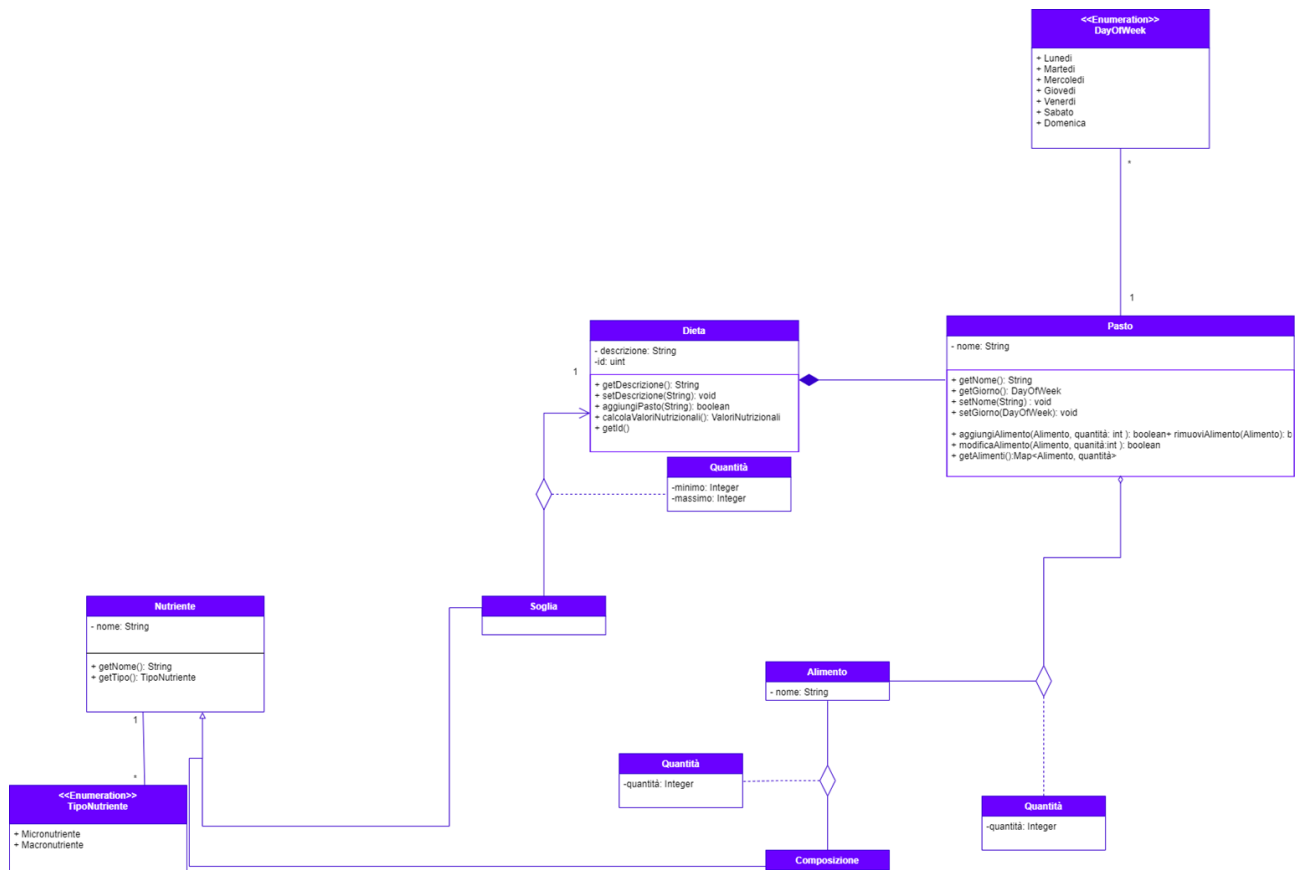 <<Enumeration>>
DayOfWeek
+ Lunedi
+ Martedi
+ Mercoledi
+ Giovedi
+ Venerdi
+ Sabato
+ Domenica
*
1
Pasto
- nome: String
+ getNome(): String
+ getGiorno(): DayOfWeek
+ setNome(String) : void
+ setGiorno(DayOfWeek): void
+ aggiungiAlimento(Alimento, quantità: int ): boolean+ rimuoviAlimento(Alimento): b
+ modificaAlimento(Alimento, quanità:int ): boolean
+ getAlimenti():Map<Alimento, quantità>
Dieta
- descrizione: String
-id: uint
1
+ getDescrizione(): String
+ setDescrizione(String): void
+ aggiungiPasto(String): boolean
+ calcolaValoriNutrizionali(): ValoriNutrizionali
+ getId()
Quantità
-minimo: Integer
-massimo: Integer
Soglia
Nutriente
- nome: String
+ getNome(): String
+ getTipo(): TipoNutriente
1
*
<<Enumeration>>
TipoNutriente
+ Micronutriente
+ Macronutriente
Alimento
- nome: String
Quantità
-quantità: Integer
Quantità
-quantità: Integer
Composizione